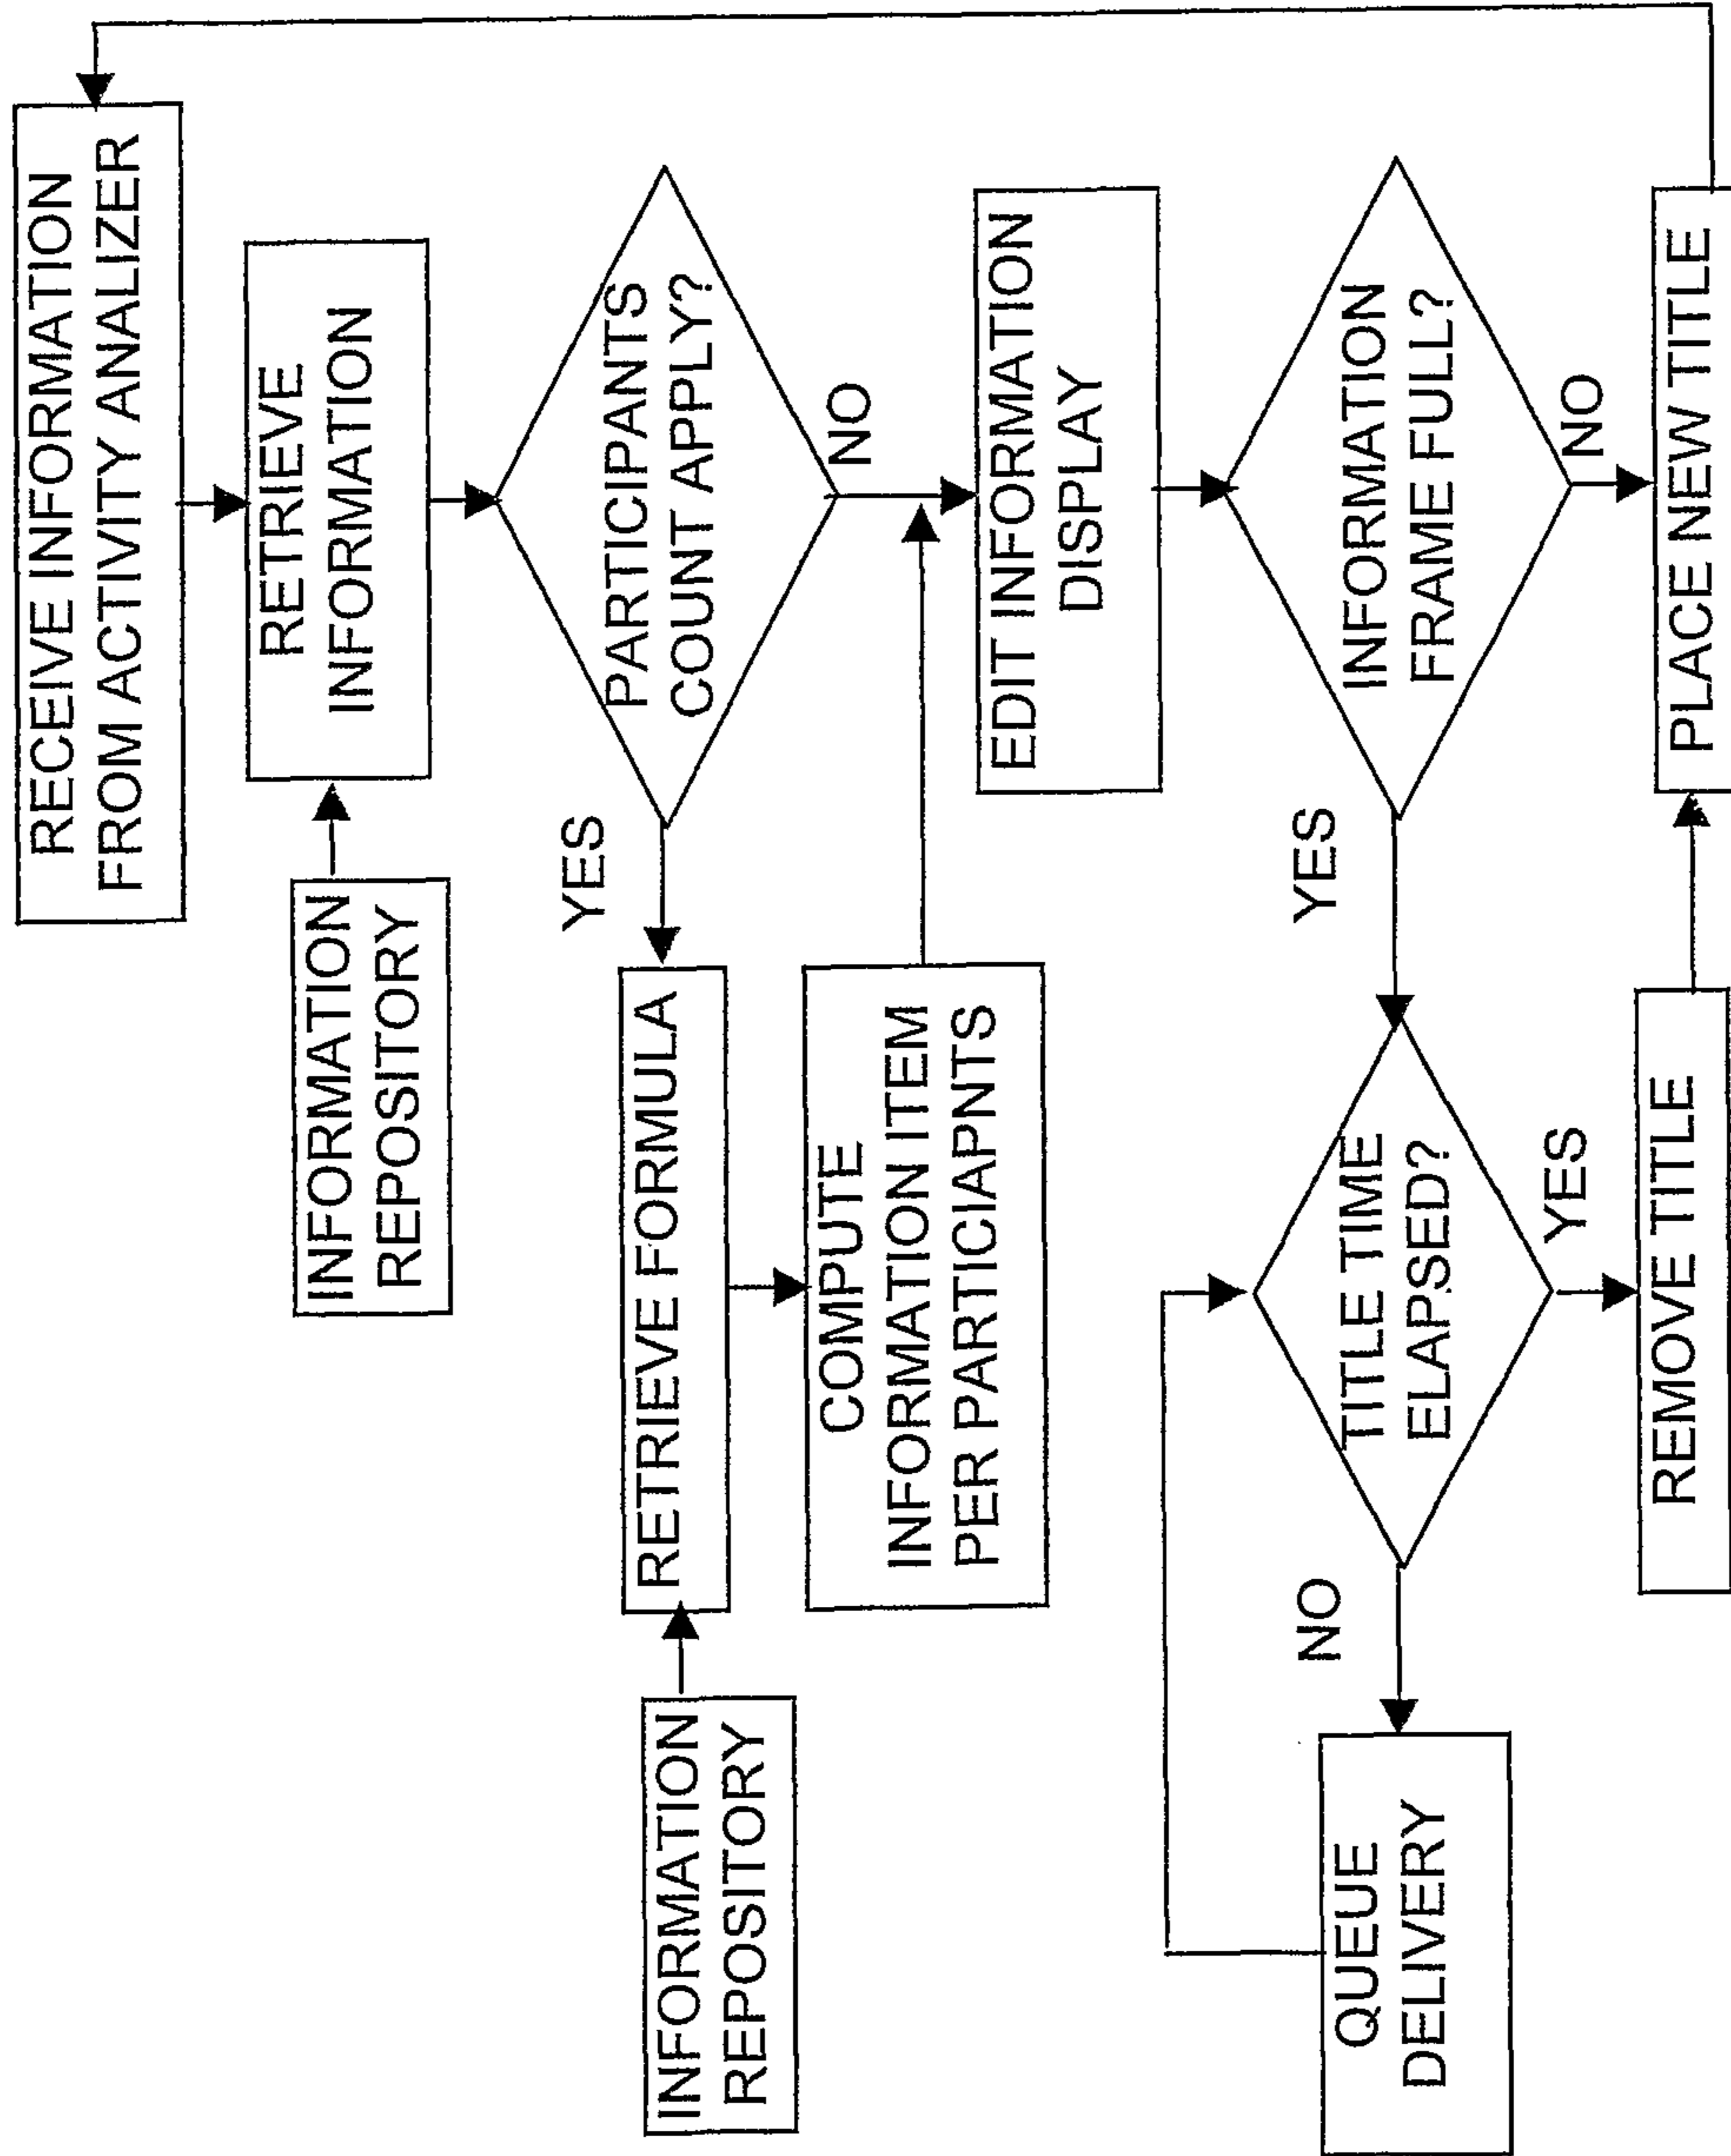 RECEIVE INFORMATION
FROM ACTIVITY ANALIZER
INFORMATION
REPOSITORY
RETRIEVE
INFORMATION
PARTICIPANTS
COUNT APPLY?
YES
NO
INFORMATION
REPOSITORY
RETRIEVE FORMULA
COMPUTE
INFORMATION ITEM
PER PARTICIAPNTS
EDIT INFORMATION
DISPLAY
INFORMATION
FRAME FULL?
YES
NO
TITLE TIME
ELAPSED?
NO
YES
QUEUE
DELIVERY
REMOVE TITLE
PLACE NEW TITLE